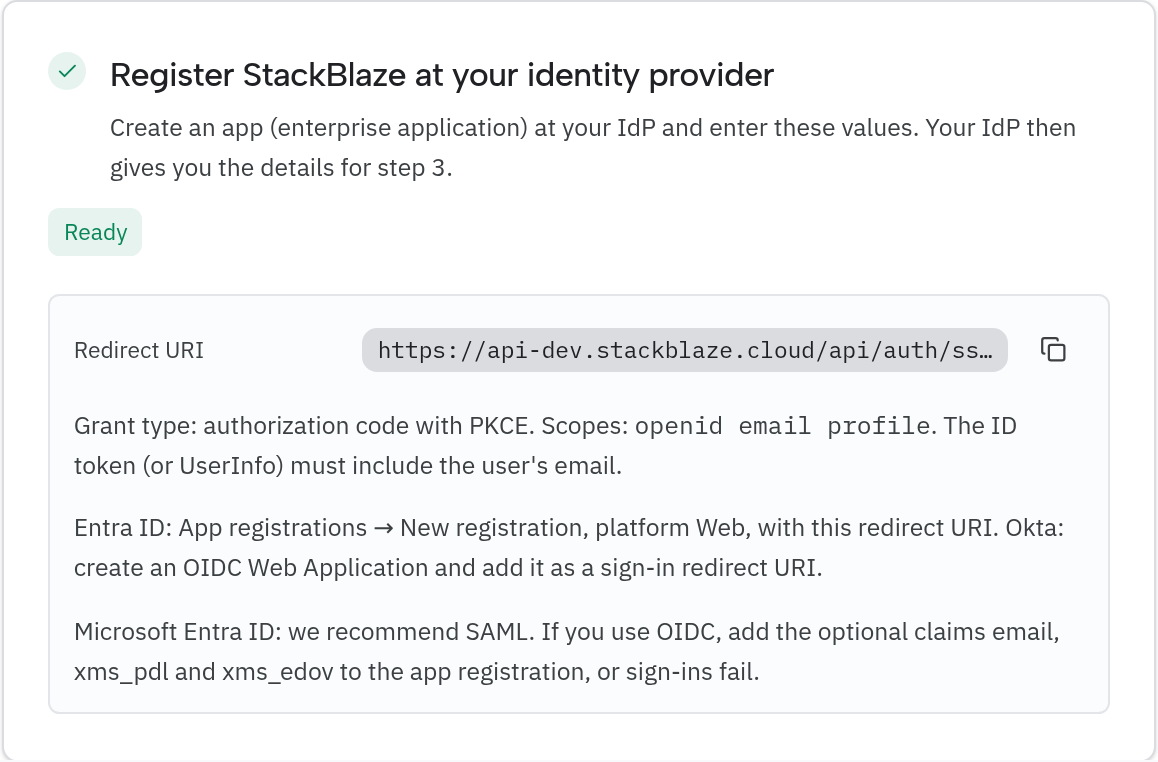 Register StackBlaze at your identity provider
Create an app (enterprise application) at your IdP and enter these values. Your IdP then
gives you the details for step 3.
Ready
Redirect URI
https://api-dev.stackblaze.cloud/api/auth/ss…
Grant type: authorization code with PKCE. Scopes: openid email profile. The ID
token (or UserInfo) must include the user's email.
Entra ID: App registrations → New registration, platform Web, with this redirect URI. Okta:
create an OIDC Web Application and add it as a sign-in redirect URI.
Microsoft Entra ID: we recommend SAML. If you use OIDC, add the optional claims email,
xms_pdl and xms_edov to the app registration, or sign-ins fail.